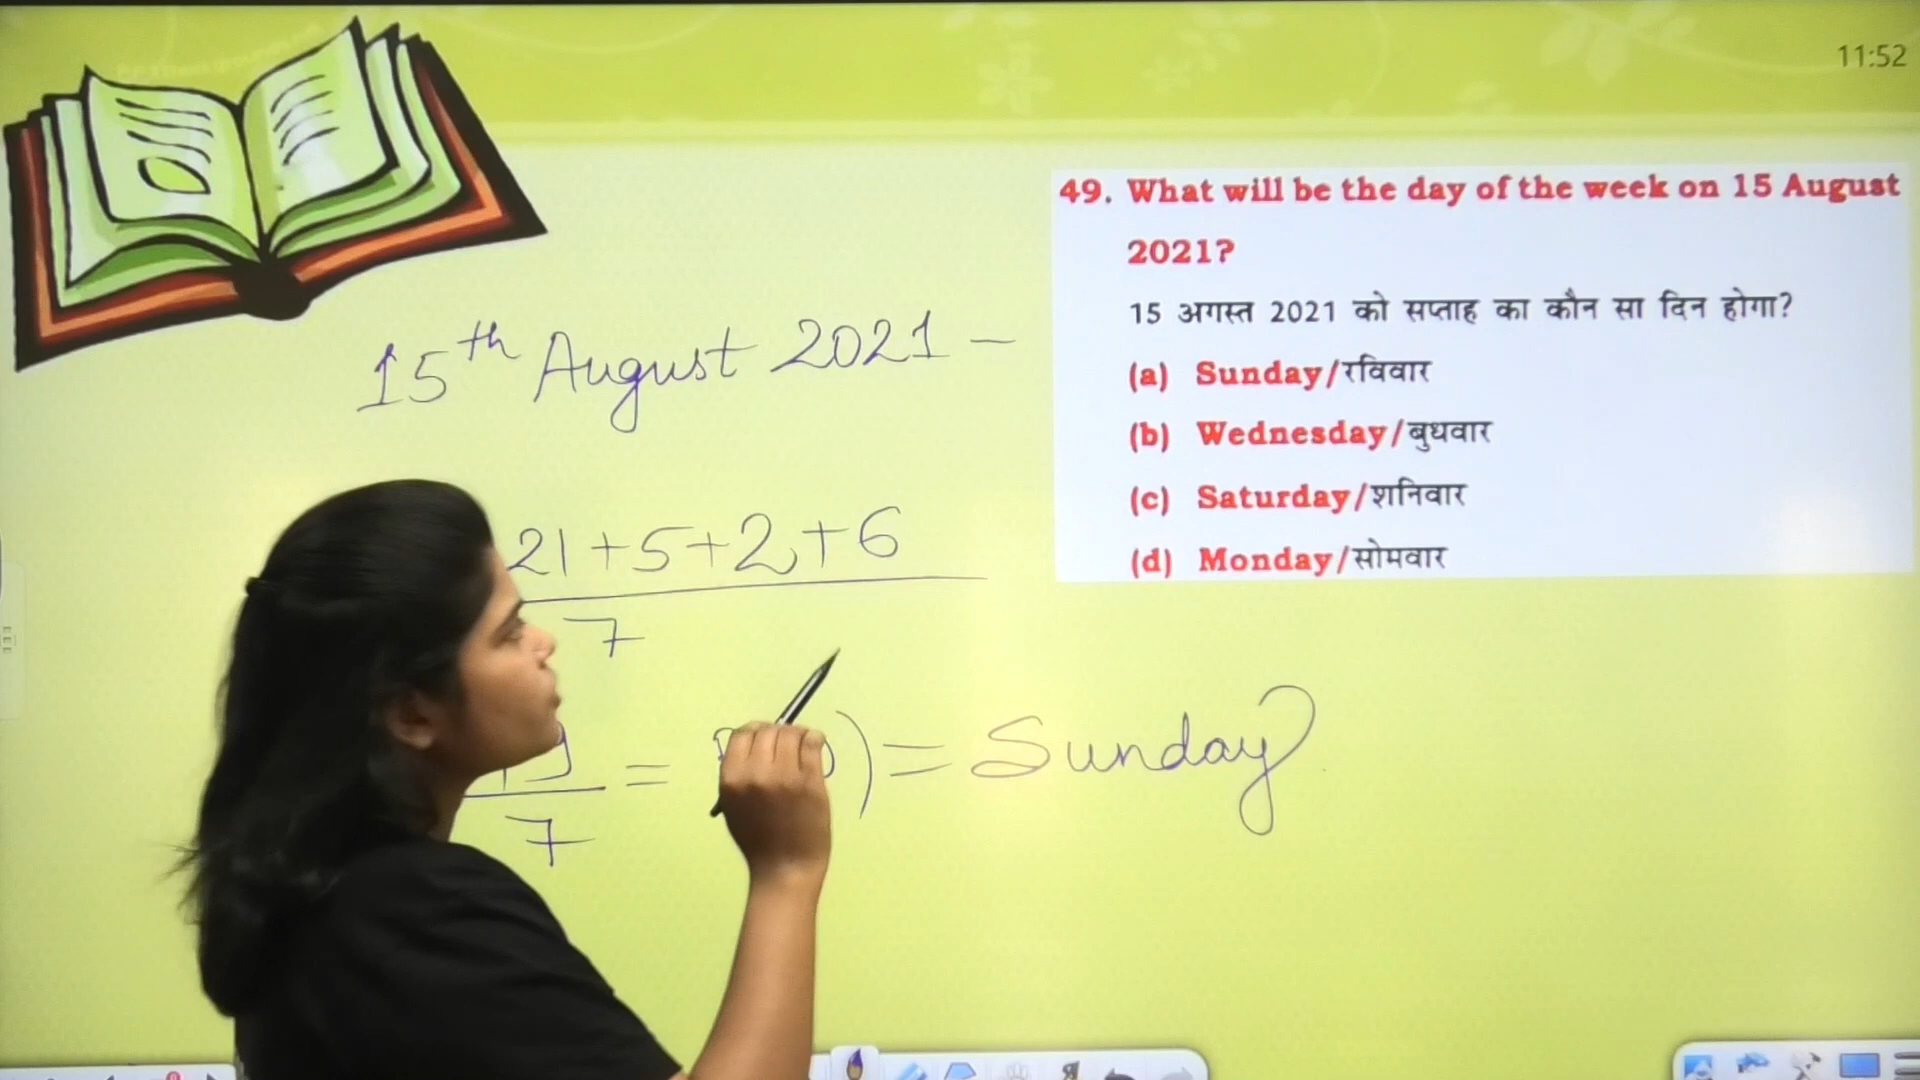 11:52
49. What will be the day of the week on 15 August
2021?
15 अगस्त 2021 को सप्ताह का कौन सा दिन होगा?
(a) Sunday/रविवार
(b) Wednesday/बुधवार
(c) Saturday/शनिवार
(d) Monday/सोमवार
15th August 2021 -
21+5+2+6
7
= ) = Sunday
7